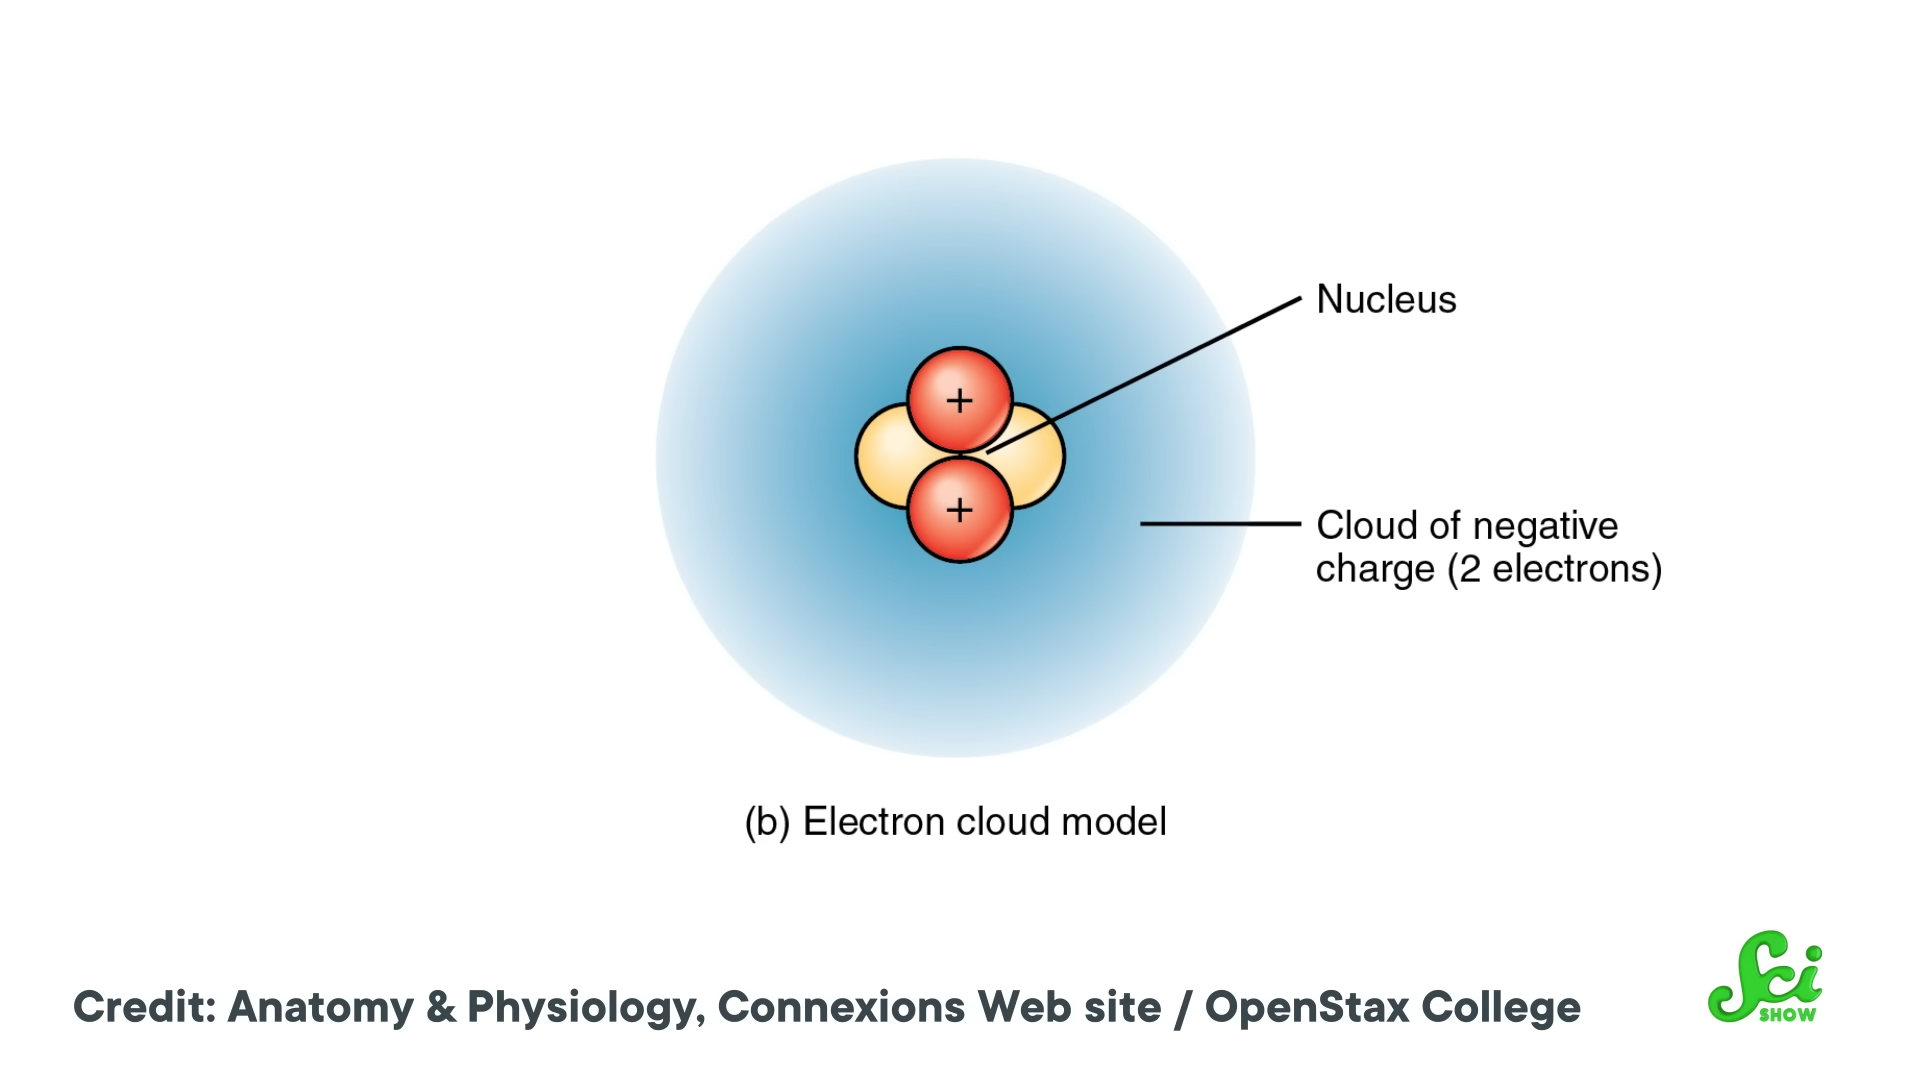 Nucleus
+
+
Cloud of negative
charge (2 electrons)
(b) Electron cloud model
Credit: Anatomy & Physiology, Connexions Web site / OpenStax College
Sci
SHOW